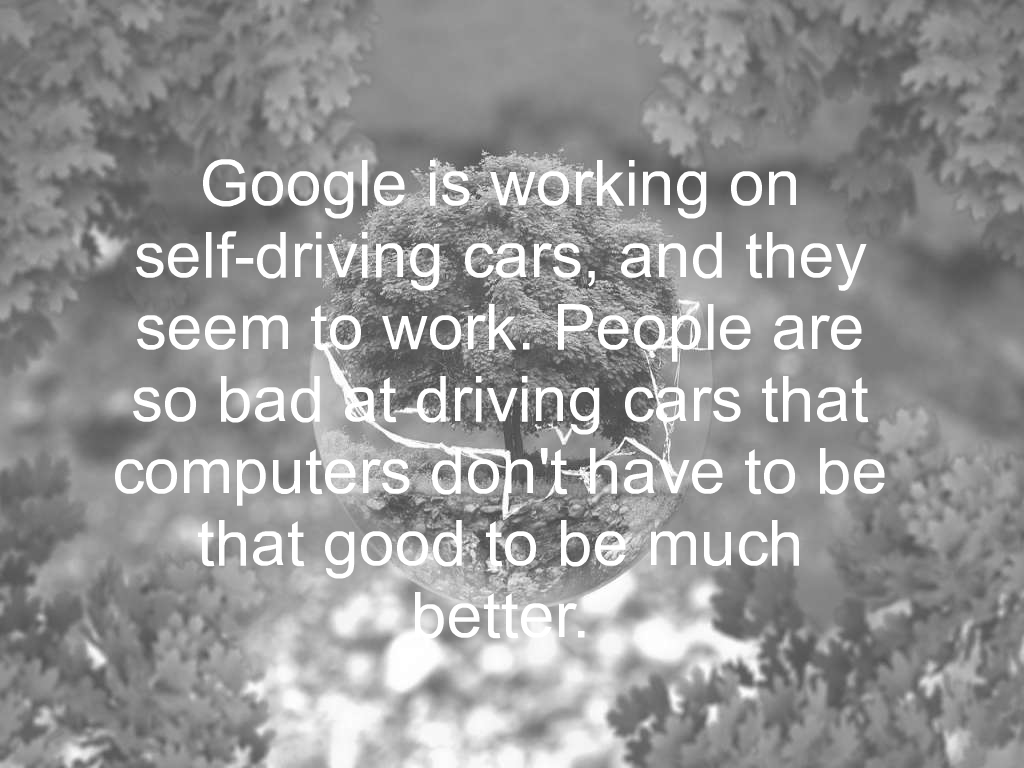 Google is working on
self-driving cars, and they
seem to work. People are
so bad at driving cars that
computers don't have to be
that good to be much
better.